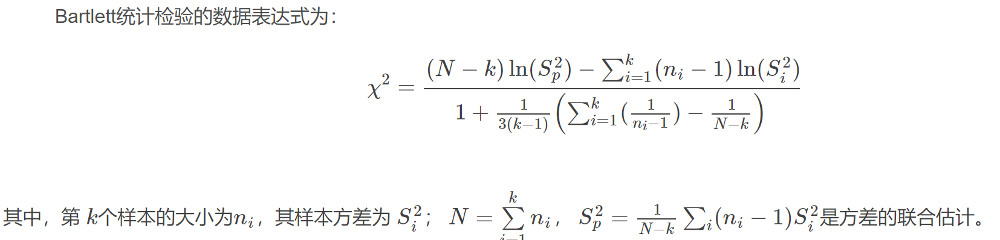 Bartlett统计检验的数据表达式为：
$\chi^2 = \frac{(N-k)\ln(S_p^2) - \sum_{i=1}^{k}(n_i-1)\ln(S_i^2)}{1+\frac{1}{3(k-1)}\left(\sum_{i=1}^{k}(\frac{1}{n_i-1})-\frac{1}{N-k}\right)}$
其中，第 $k$个样本的大小为$n_i$，其样本方差为 $S_i^2$； $N=\sum\limits_{i=1}^{k}n_i$， $S_p^2=\frac{1}{N-k}\sum_i(n_i-1)S_i^2$是方差的联合估计。